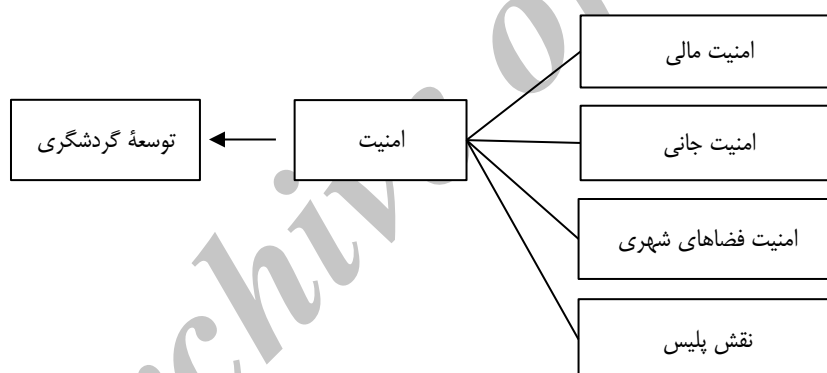 امنیت مالی
امنیت جانی
امنیت فضاهای شهری
نقش پلیس
امنیت
توسعهٔ گردشگری